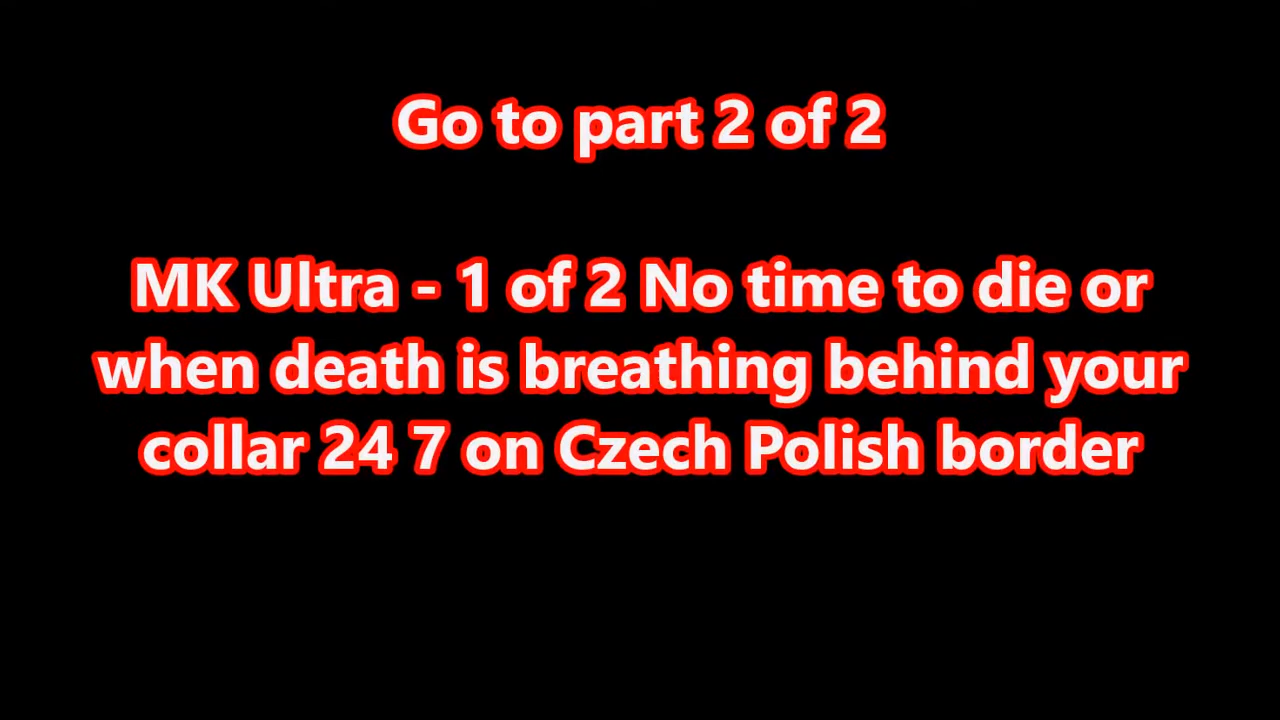 Go to part 2 of 2
MK Ultra - 1 of 2 No time to die or
when death is breathing behind your
collar 24 7 on Czech Polish border